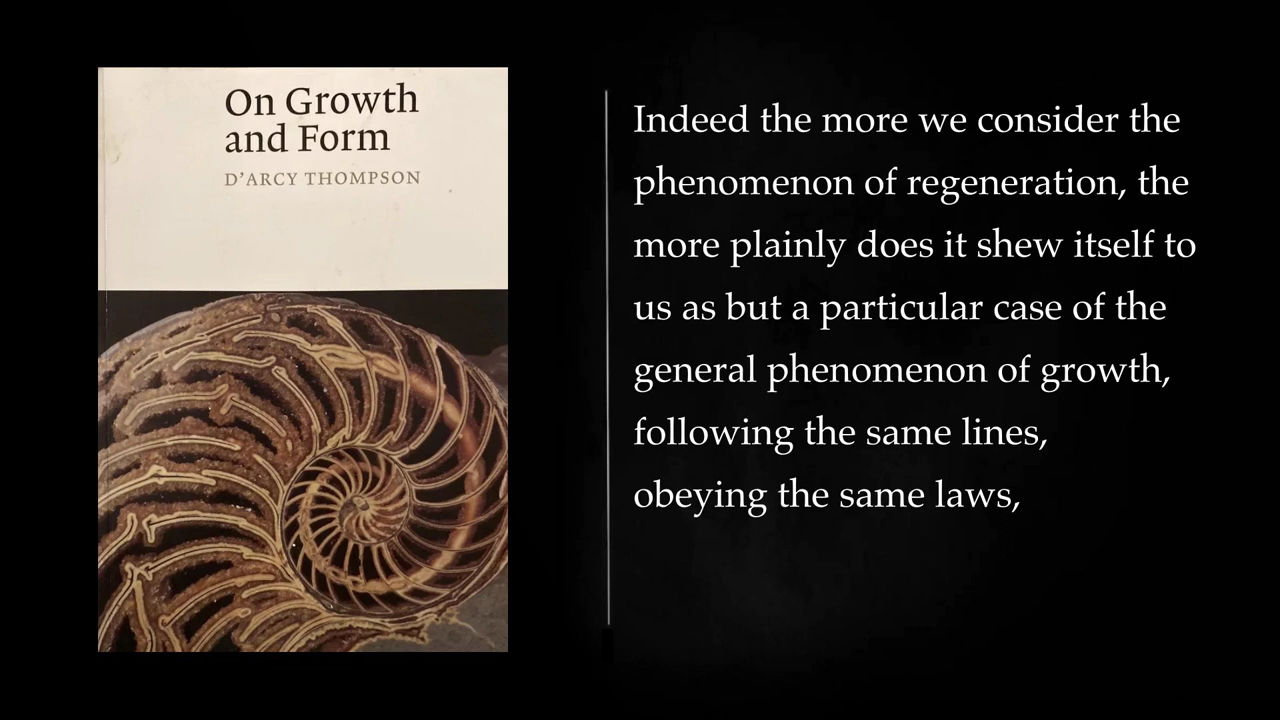 On Growth
and Form
D'ARCY THOMPSON
Indeed the more we consider the
phenomenon of regeneration, the
more plainly does it shew itself to
us as but a particular case of the
general phenomenon of growth,
following the same lines,
obeying the same laws,